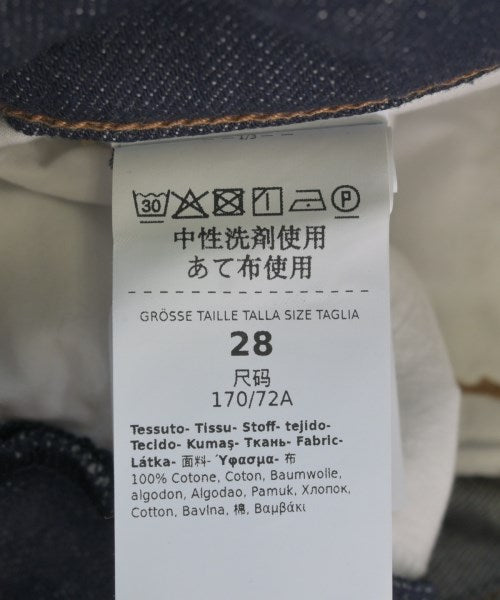 1/3
30 P
中性洗剤使用
あて布使用
GRÖSSE TAILLE TALLA SIZE TAGLIA
28
尺码
170/72A
Tessuto- Tissu- Stoff- tejido-
Tecido- Kumaş- Ткань- Fabric-
Látka- 面料- Ύφασμα- 布
100% Cotone, Coton, Baumwolle,
algodon, Algodao, Pamuk, Хлопок,
Cotton, Bavlna, 棉, Βαμβάκι